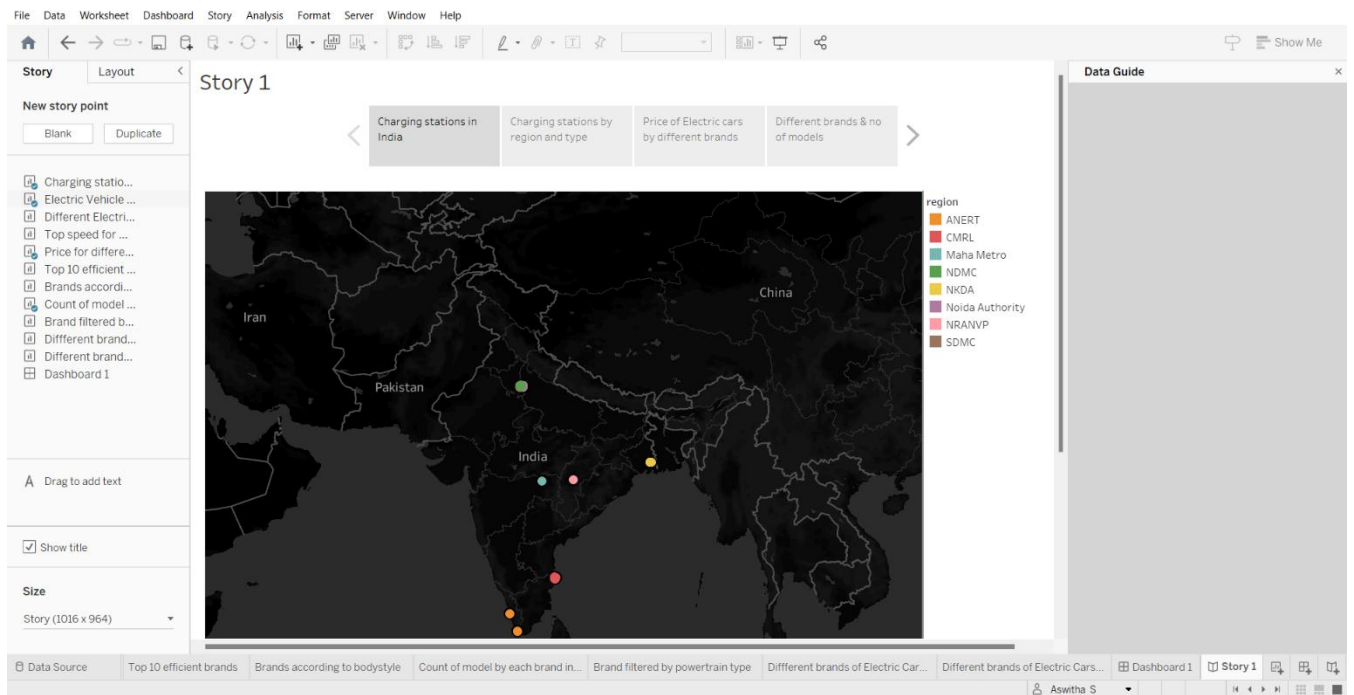 File Data Worksheet Dashboard Story Analysis Format Server Window Help
Show Me
Story Layout
New story point
Blank Duplicate
Charging statio...
Electric Vehicle ...
Different Electri...
Top speed for ...
Price for differe...
Top 10 efficient ...
Brands accordi...
Count of model ...
Brand filtered b...
Diffferent brand...
Different brand...
Dashboard 1
A Drag to add text
Show title
Size
Story (1016 x 964)
Story 1
Charging stations in
India
Charging stations by
region and type
Price of Electric cars
by different brands
Different brands & no
of models
Iran
Pakistan
India
China
region
ANERT
CMRL
Maha Metro
NDMC
NKDA
Noida Authority
NRANVP
SDMC
Data Guide
Data Source Top 10 efficient brands Brands according to bodystyle Count of model by each brand in... Brand filtered by powertrain type Diffferent brands of Electric Car... Different brands of Electric Cars... Dashboard 1 Story 1
Aswitha S